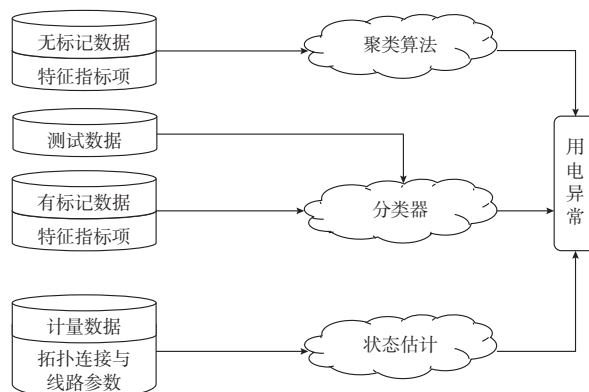 无标记数据
特征指标项
聚类算法
测试数据
有标记数据
特征指标项
分类器
用电异常
计量数据
拓扑连接与
线路参数
状态估计